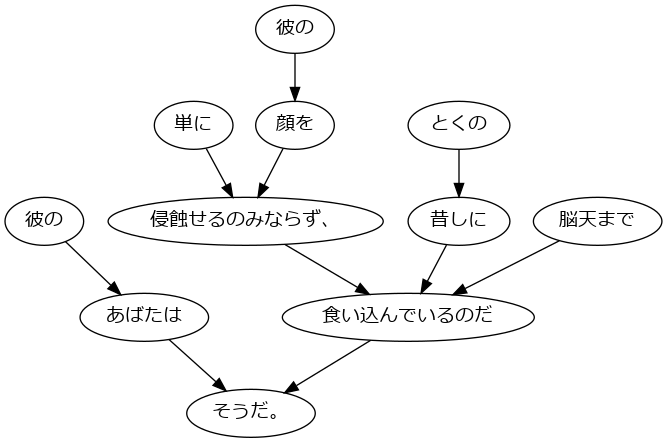 彼の
単に
顔を
とくの
彼の
侵蝕せるのみならず、
昔しに
脳天まで
あばたは
食い込んでいるのだ
そうだ。